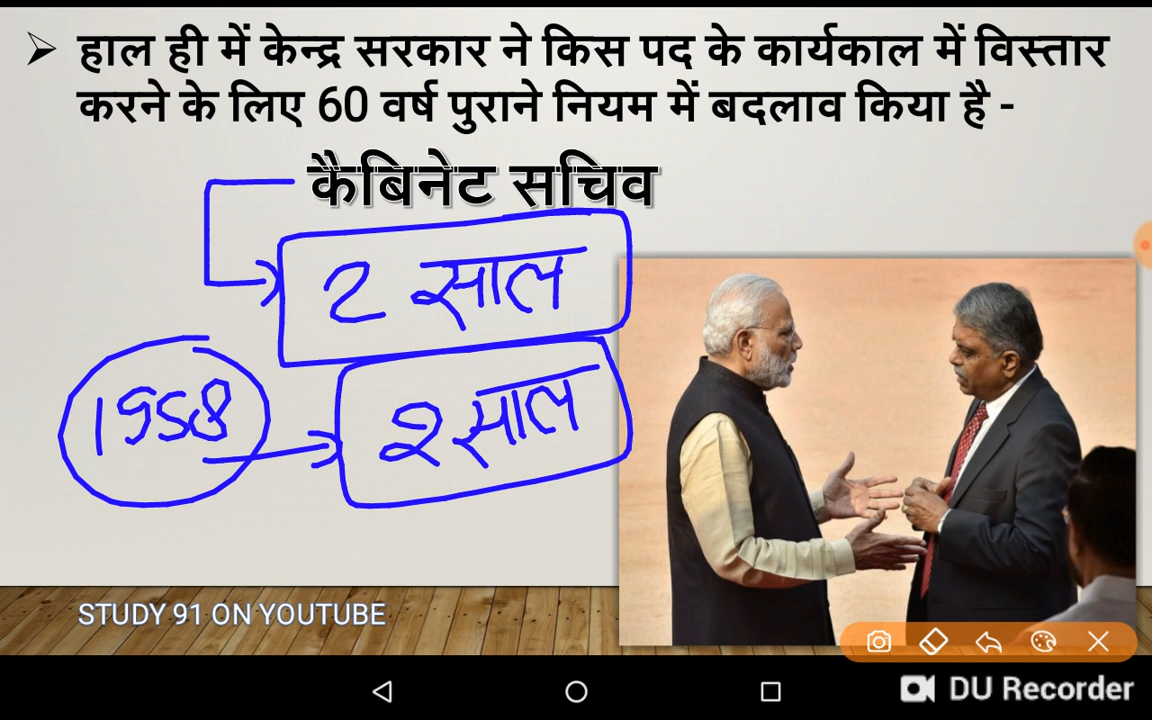 ➤ हाल ही में केन्द्र सरकार ने किस पद के कार्यकाल में विस्तार
करने के लिए 60 वर्ष पुराने नियम में बदलाव किया है -
कैबिनेट सचिव
2 साल
1958
2 साल
STUDY 91 ON YOUTUBE
DU Recorder